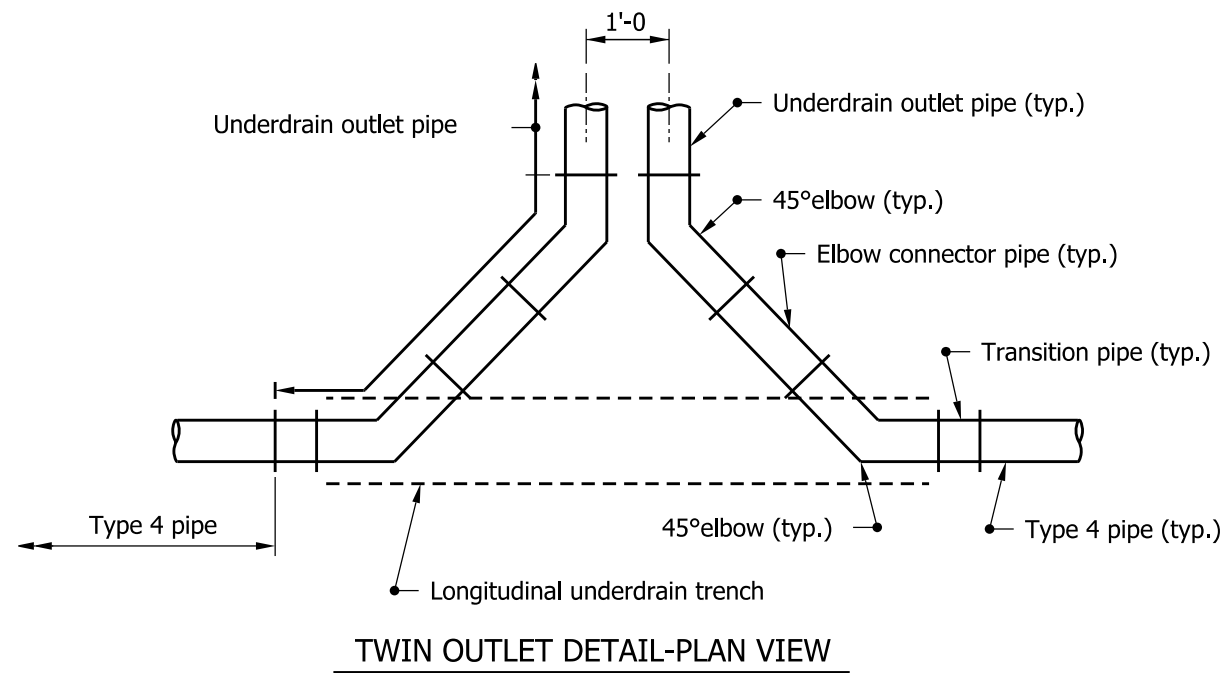 1'-0
Underdrain outlet pipe (typ.)
Underdrain outlet pipe
45°elbow (typ.)
Elbow connector pipe (typ.)
Transition pipe (typ.)
Type 4 pipe
45°elbow (typ.)
Type 4 pipe (typ.)
Longitudinal underdrain trench
TWIN OUTLET DETAIL-PLAN VIEW